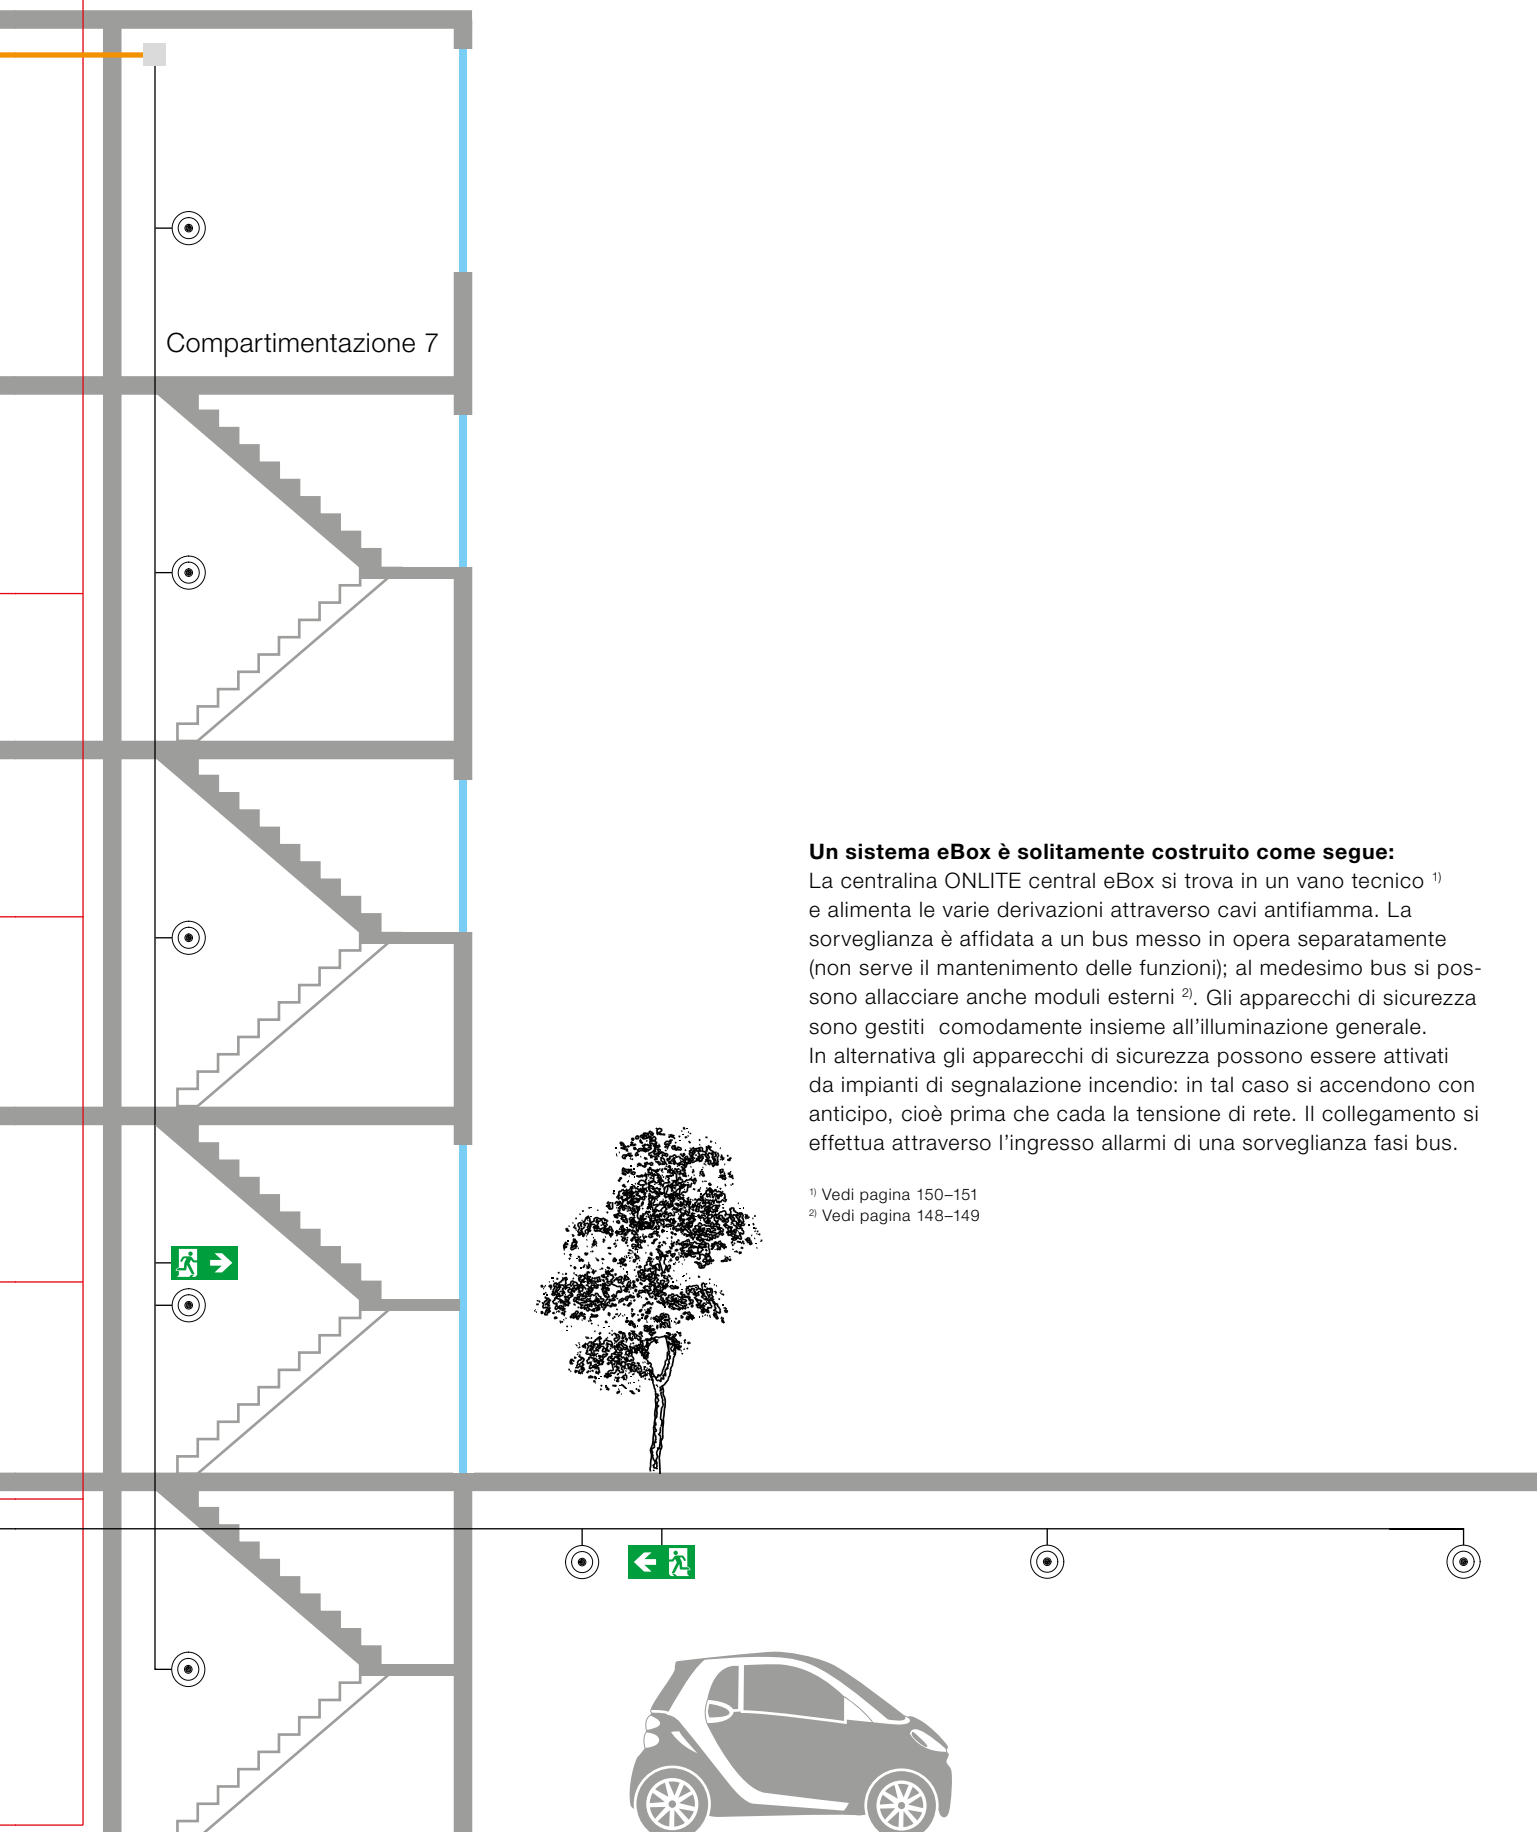 Compartimentazione 7
Un sistema eBox è solitamente costruito come segue:
La centralina ONLITE central eBox si trova in un vano tecnico 1)
e alimenta le varie derivazioni attraverso cavi antifiamma. La
sorveglianza è affidata a un bus messo in opera separatamente
(non serve il mantenimento delle funzioni); al medesimo bus si pos-
sono allacciare anche moduli esterni 2). Gli apparecchi di sicurezza
sono gestiti  comodamente insieme all'illuminazione generale.
In alternativa gli apparecchi di sicurezza possono essere attivati
da impianti di segnalazione incendio: in tal caso si accendono con
anticipo, cioè prima che cada la tensione di rete. Il collegamento si
effettua attraverso l'ingresso allarmi di una sorveglianza fasi bus.
1) Vedi pagina 150–151
2) Vedi pagina 148–149